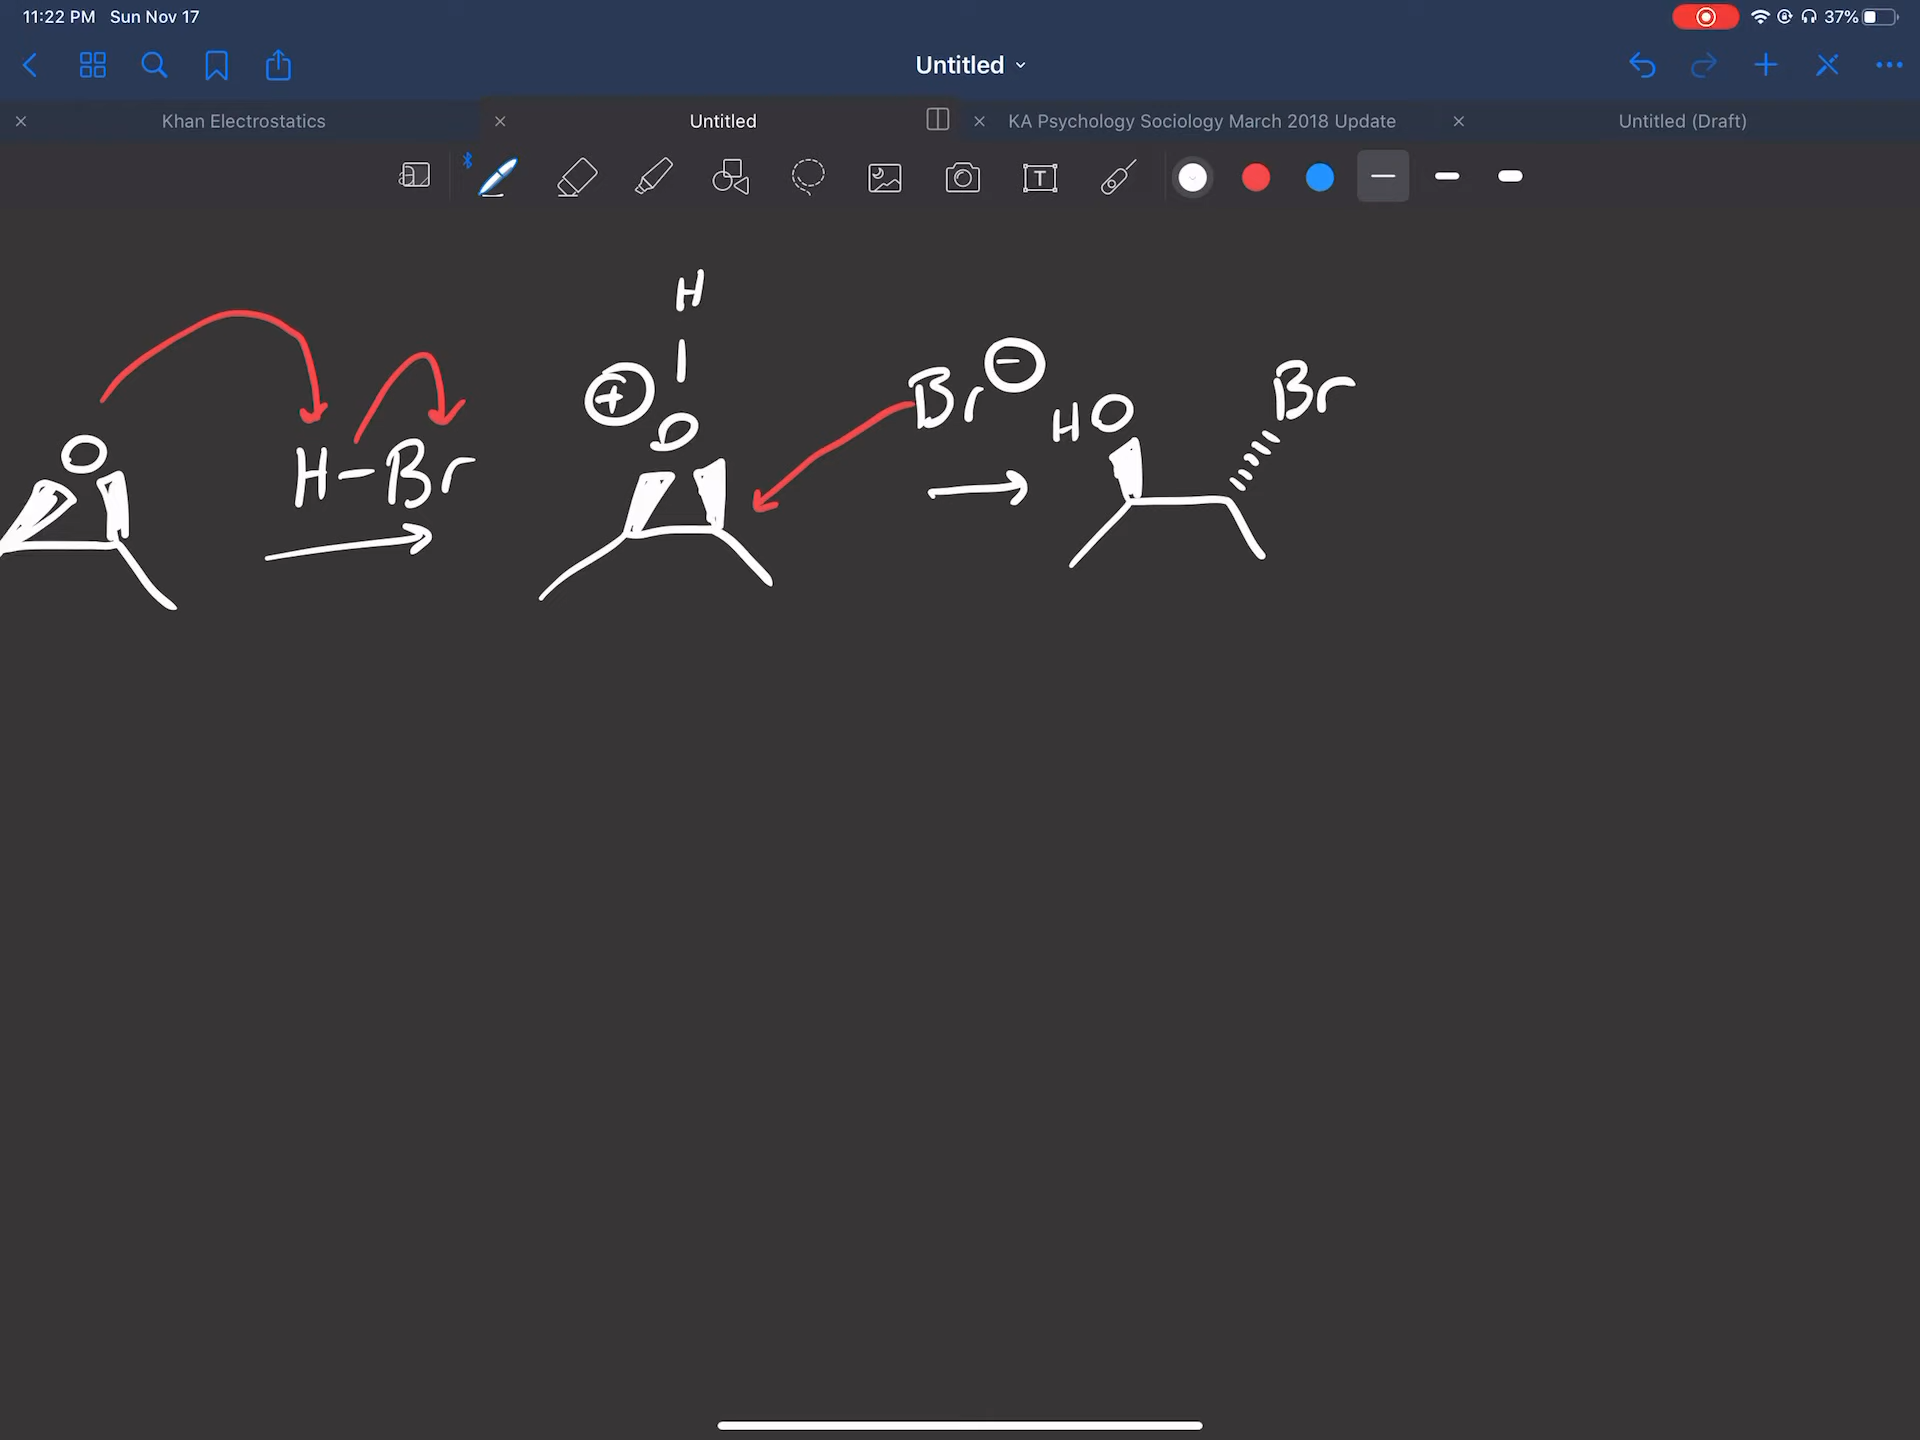 11:22 PM Sun Nov 17
37%
Untitled
Khan Electrostatics
Untitled
KA Psychology Sociology March 2018 Update
Untitled (Draft)
T
H
+
O
Br −
HO
Br
O
H-Br